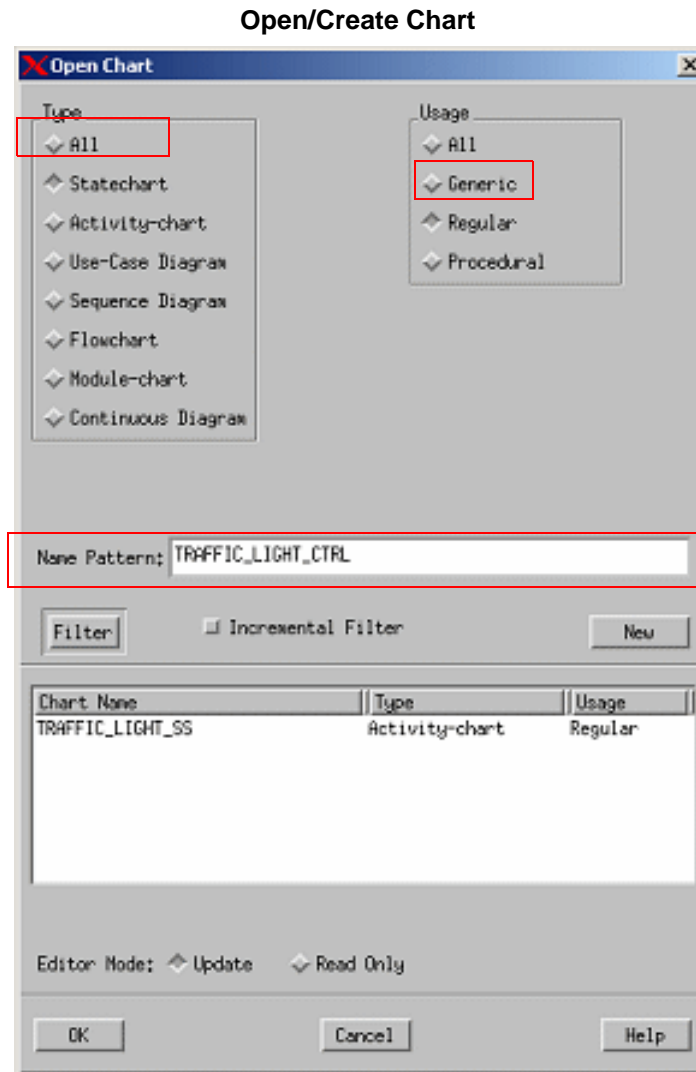 Open/Create Chart
Open Chart
Type
All
Statechart
Activity-chart
Use-Case Diagram
Sequence Diagram
Flowchart
Module-chart
Continuous Diagram
Usage
All
Generic
Regular
Procedural
Name Pattern: TRAFFIC_LIGHT_CTRL
Filter Incremental Filter New
Chart Name Type Usage
TRAFFIC_LIGHT_SS Activity-chart Regular
Editor Mode: Update Read Only
OK Cancel Help